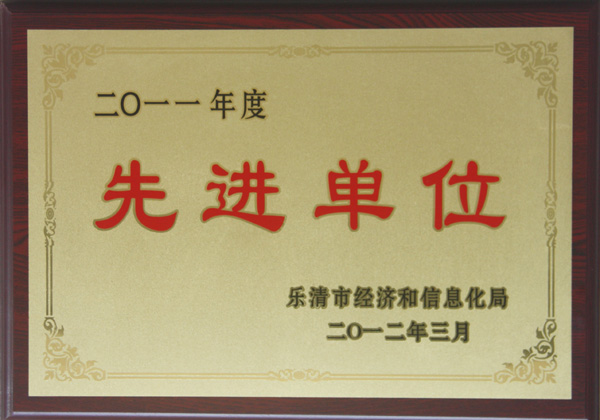 二〇一一年度
先进单位
乐清市经济和信息化局
二〇一二年三月